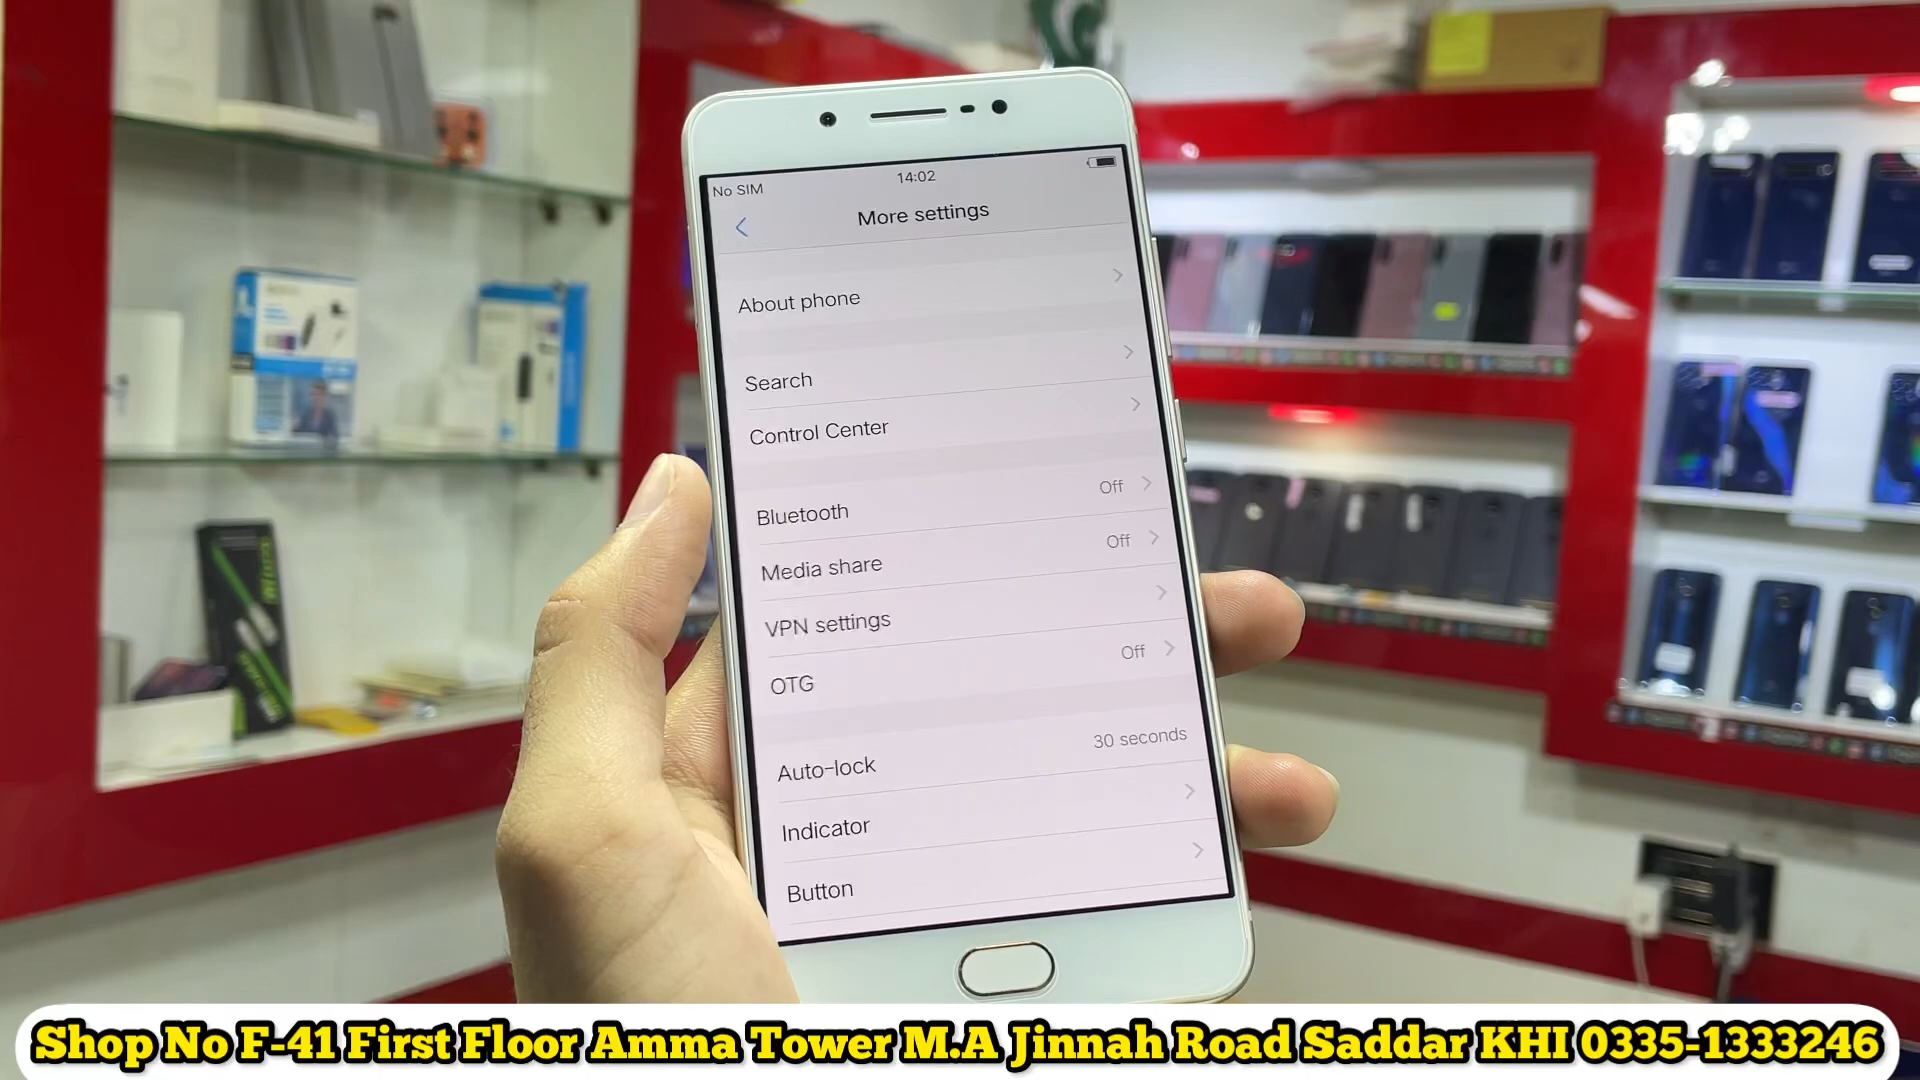 No SIM
14:02
More settings
About phone
Search
Control Center
Bluetooth Off
Media share Off
VPN settings
OTG Off
Auto-lock 30 seconds
Indicator
Button
Shop No F-41 First Floor Amma Tower M.A Jinnah Road Saddar KHI 0335-1333246